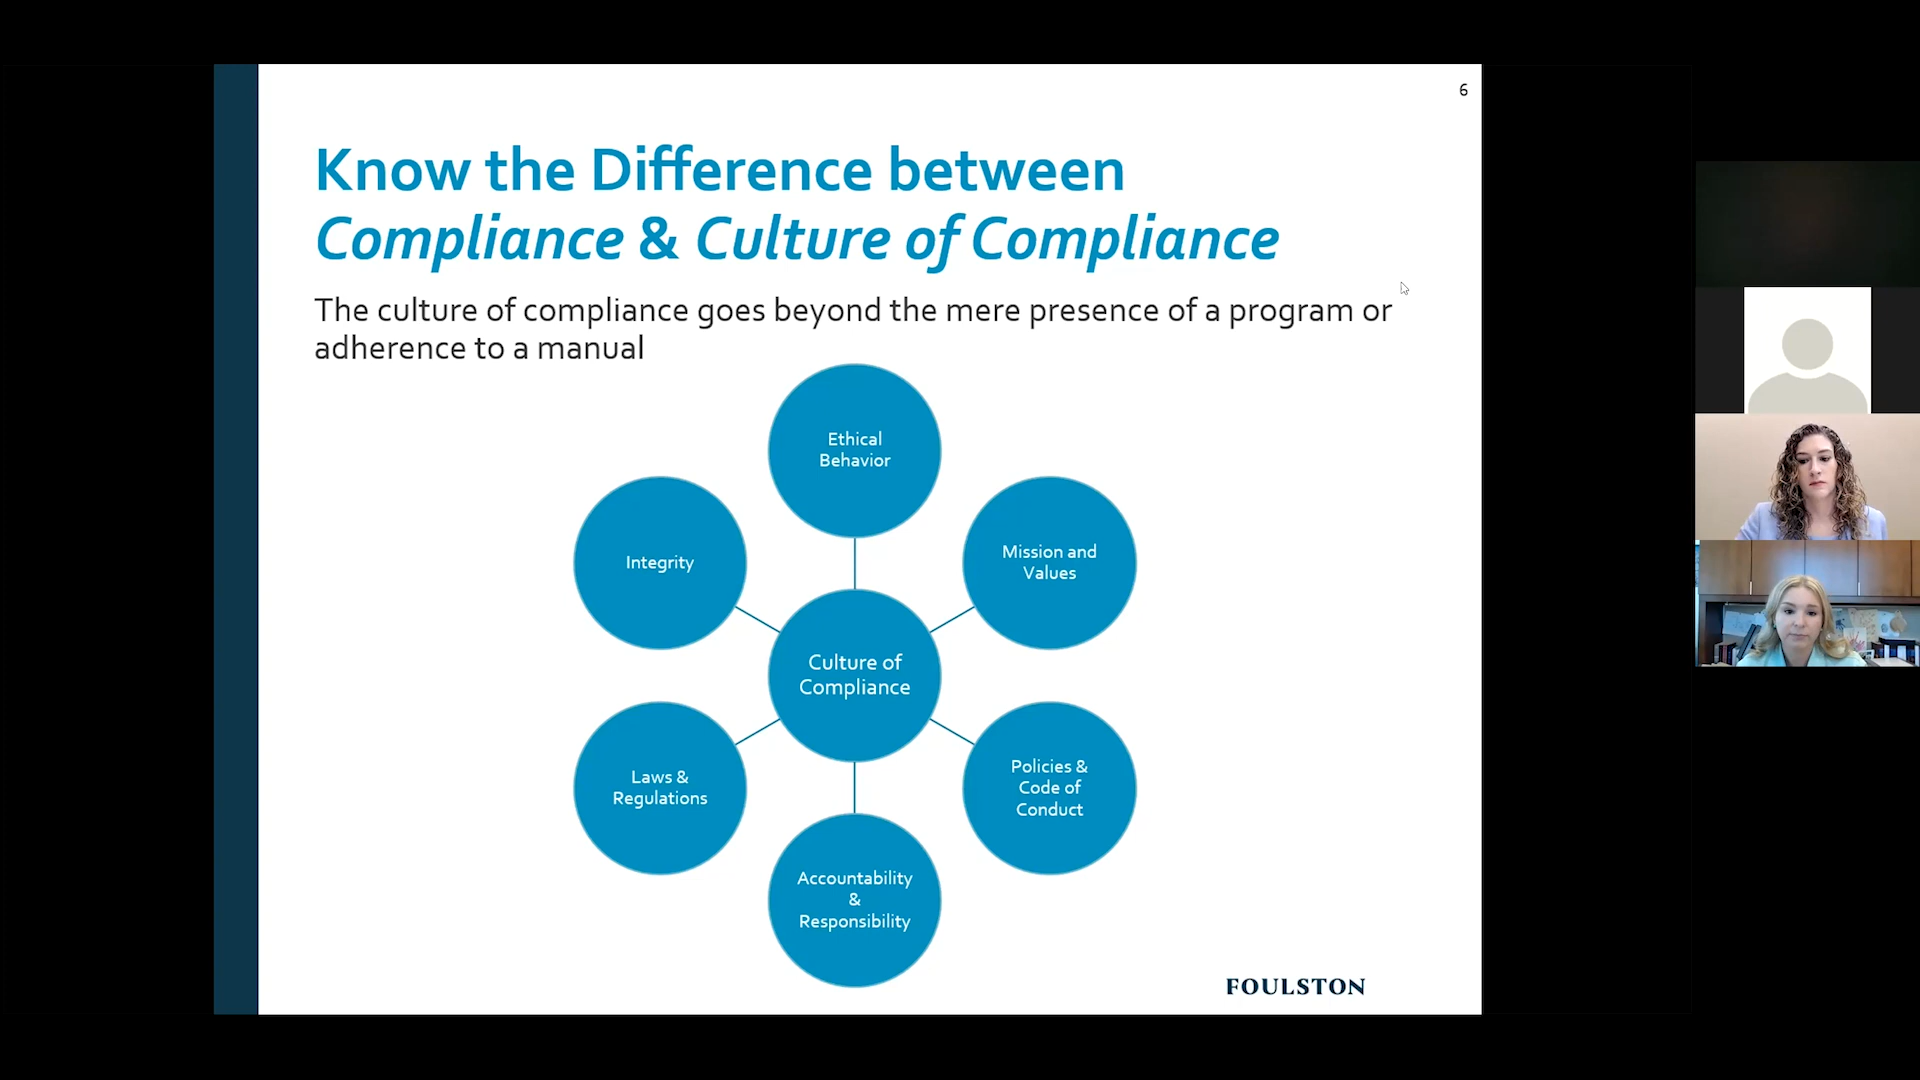 6
Know the Difference between
Compliance & Culture of Compliance
The culture of compliance goes beyond the mere presence of a program or
adherence to a manual
Ethical
Behavior
Integrity
Mission and
Values
Culture of
Compliance
Laws &
Regulations
Policies &
Code of
Conduct
Accountability
&
Responsibility
FOULSTON